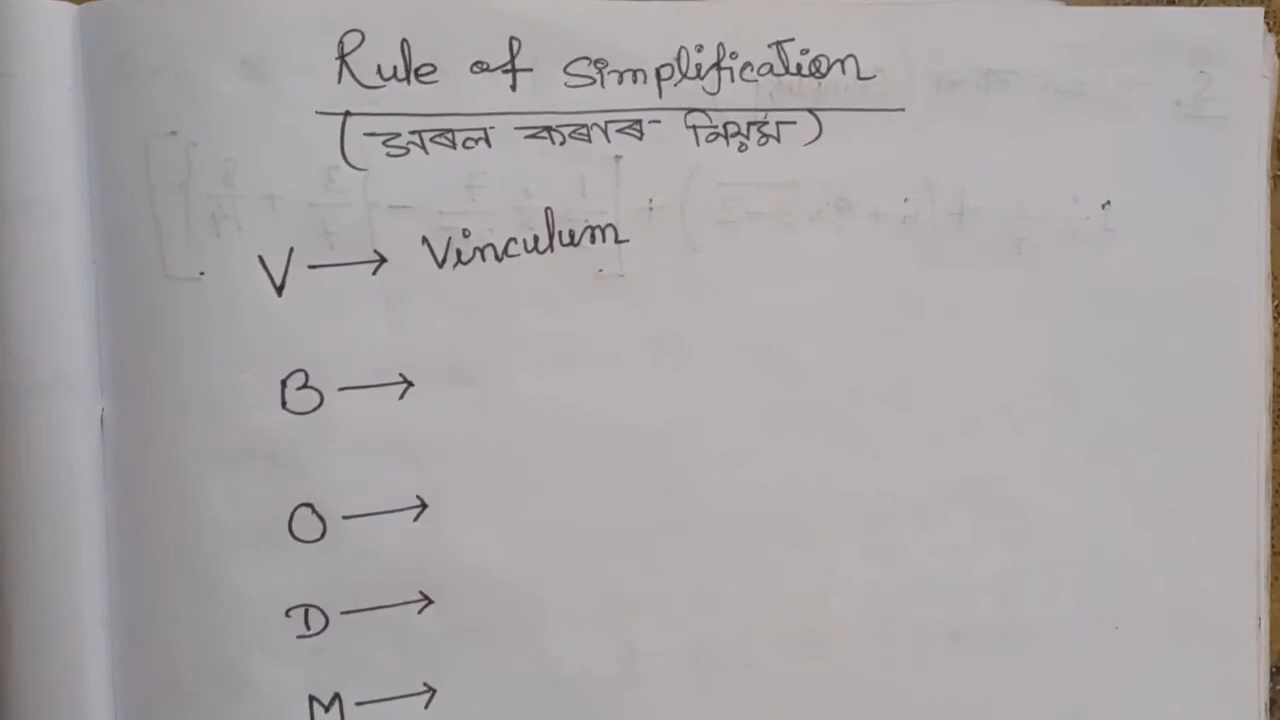 Rule of simplification
(সৰল কৰাৰ নিয়ম)
V → Vinculum
B →
O →
D →
M →